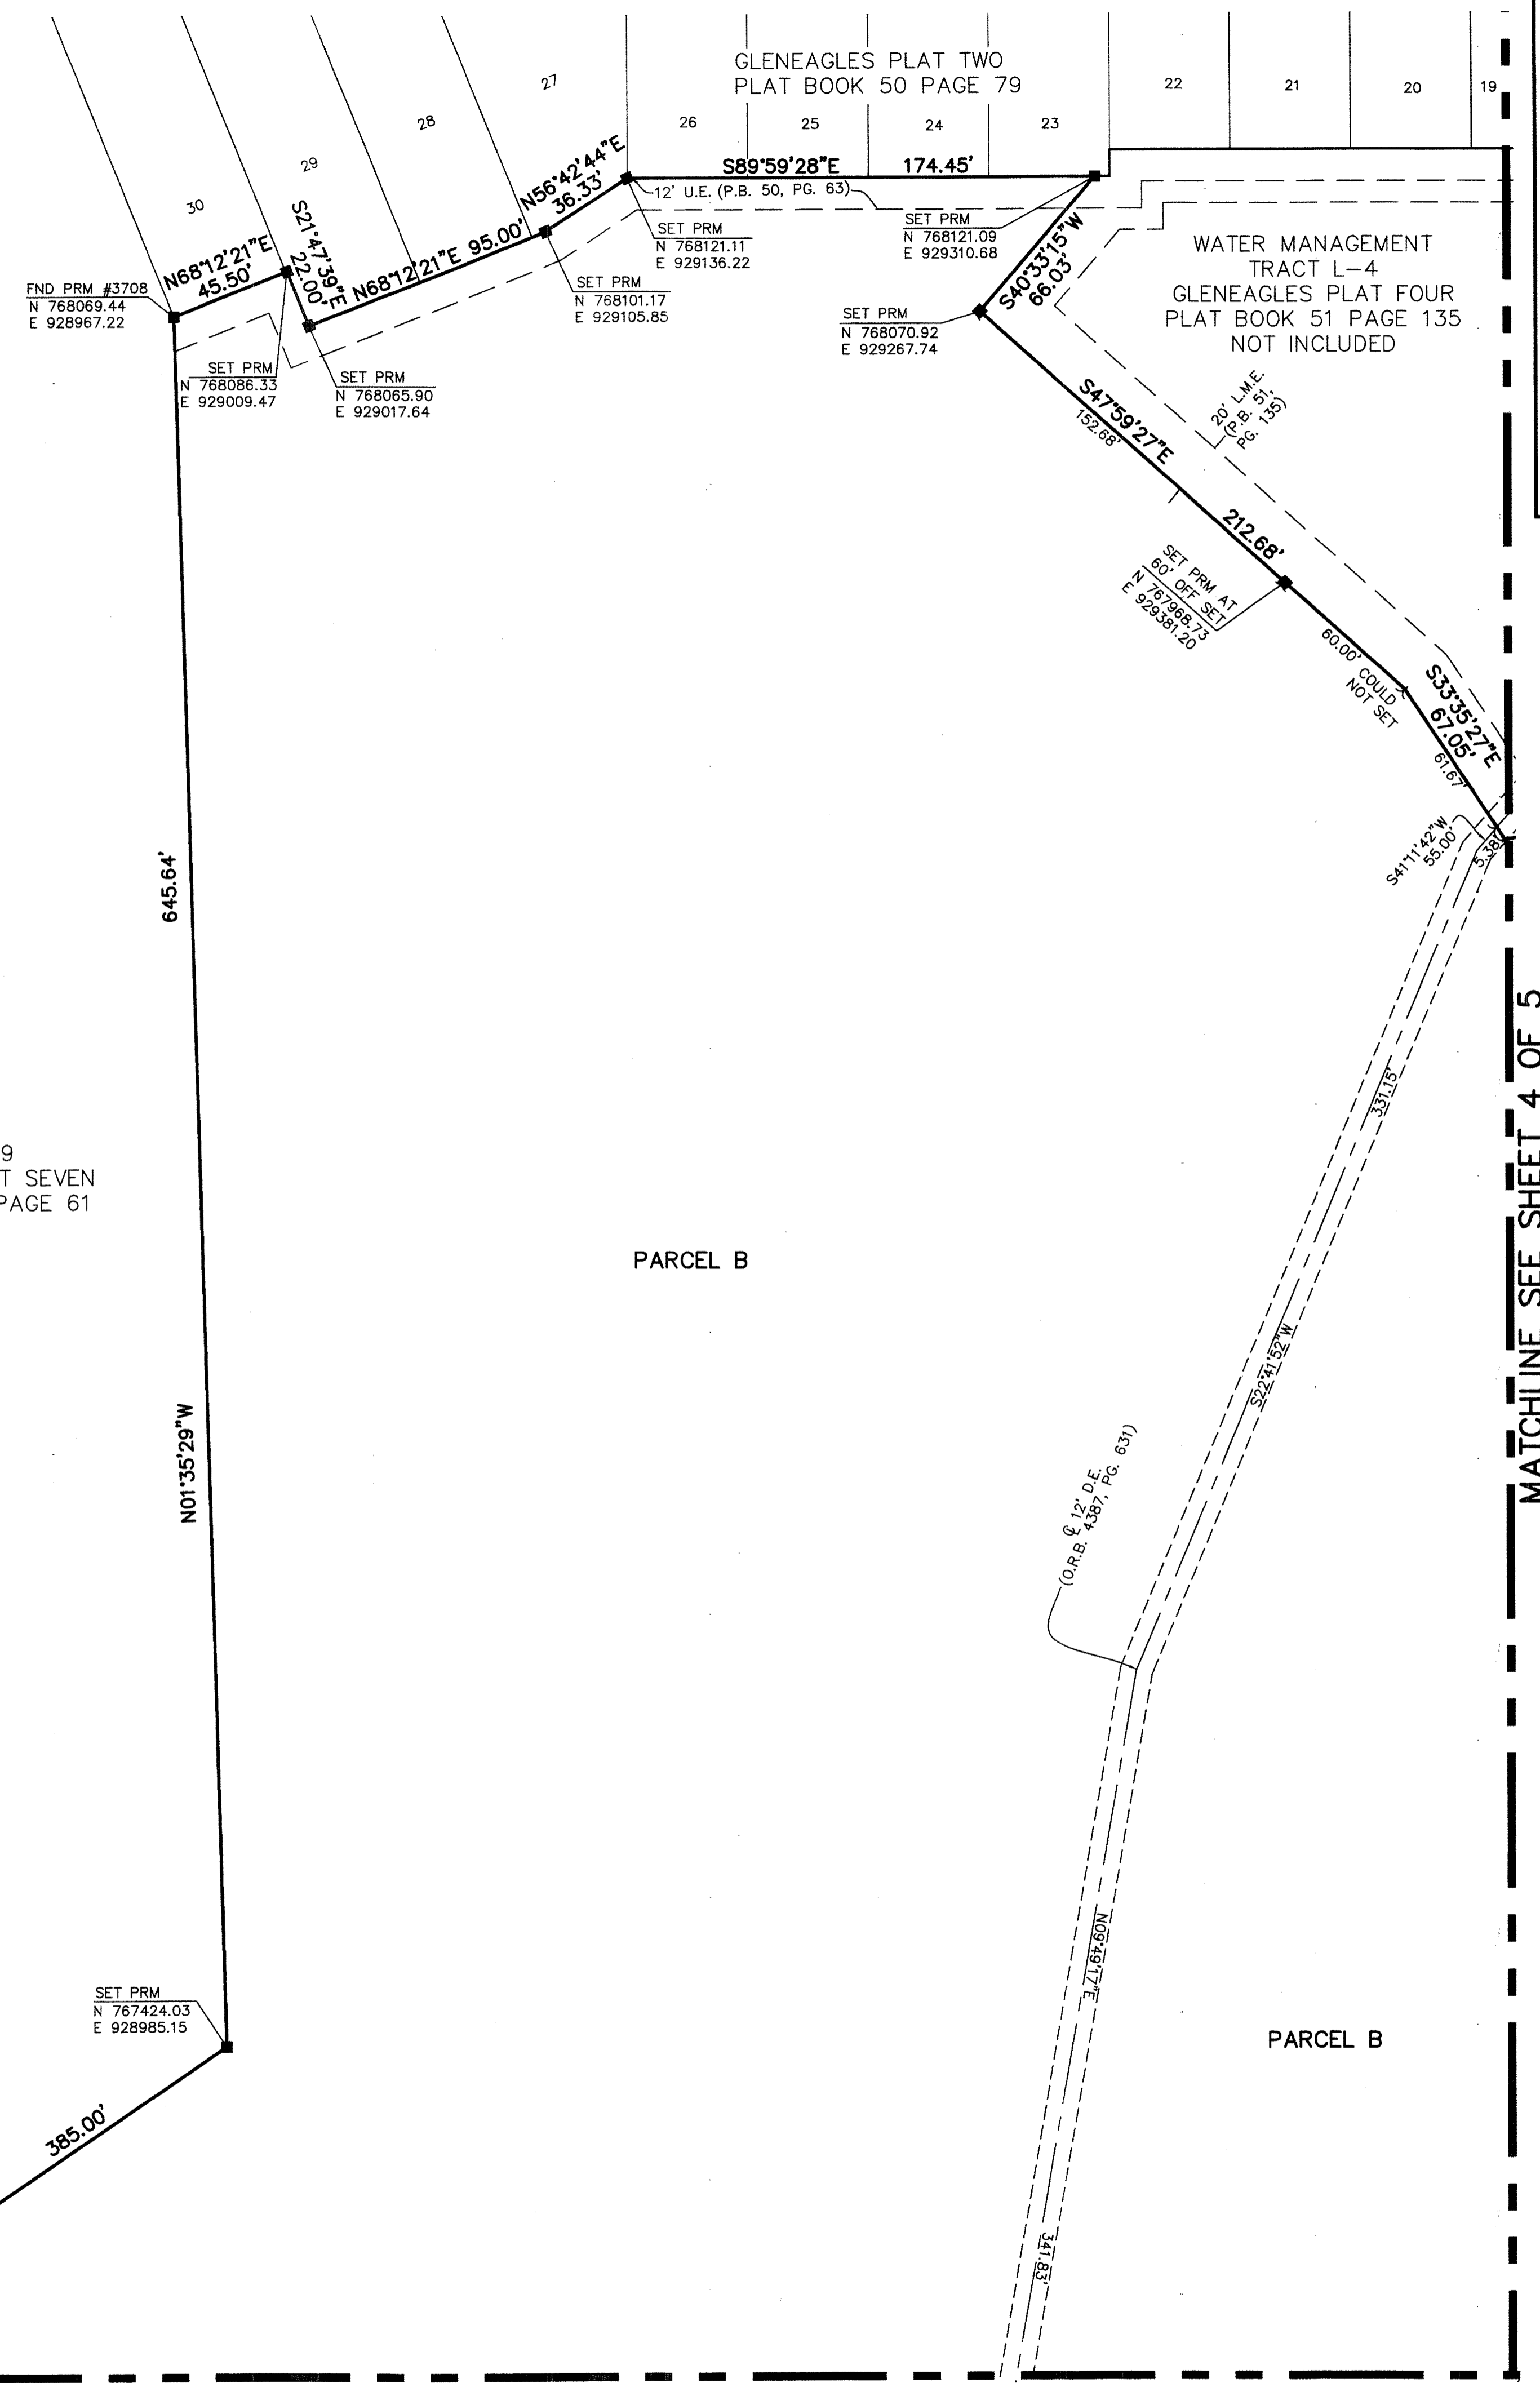 GLENEAGLES PLAT TWO
PLAT BOOK 50 PAGE 79
30
29
28
27
26
25
24
23
22
21
20
19
N68°12'21"E
45.50'
S21°47'39"E
22.00'
N68°12'21"E 95.00'
N56°42'44"E
36.33'
S89°59'28"E 174.45'
12' U.E. (P.B. 50, PG. 63)
FND PRM #3708
N 768069.44
E 928967.22
SET PRM
N 768086.33
E 929009.47
SET PRM
N 768065.90
E 929017.64
SET PRM
N 768101.17
E 929105.85
SET PRM
N 768121.11
E 929136.22
SET PRM
N 768121.09
E 929310.68
S40°33'15"W
66.03'
SET PRM
N 768070.92
E 929267.74
WATER MANAGEMENT
TRACT L-4
GLENEAGLES PLAT FOUR
PLAT BOOK 51 PAGE 135
NOT INCLUDED
20' L.M.E.
(P.B. 51,
PG. 135)
S47°59'27"E
152.68'
212.68'
SET PRM AT
60' OFF SET
N 767968.73
E 929381.20
60.00' COULD
NOT SET
S33°35'27"E
67.05'
61.67'
S41°11'42"W
55.00'
5.38'
645.64'
N01°35'29"W
9
T SEVEN
PAGE 61
PARCEL B
331.15'
S22°41'52"W
℄ 12' D.E.
(O.R.B. 4387, PG. 631)
N09°49'17"E
341.83'
PARCEL B
SET PRM
N 767424.03
E 928985.15
385.00'
MATCHLINE SEE SHEET 4 OF 5